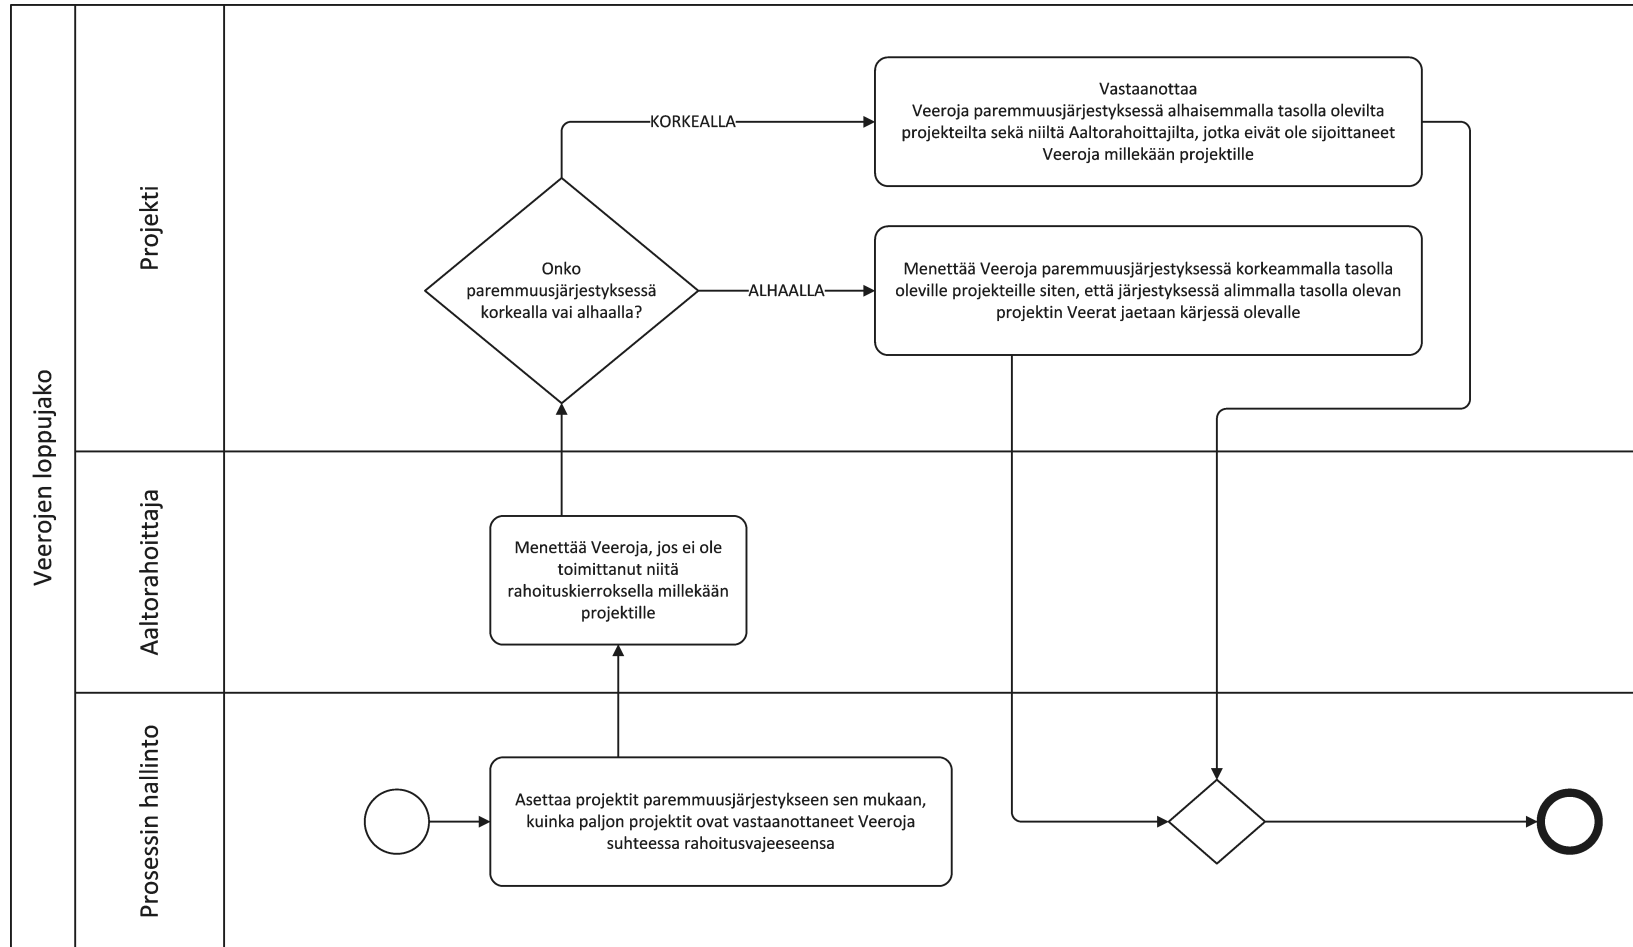 Veerojen loppujako
Projekti
Onko
paremmuusjärjestyksessä
korkealla vai alhaalla?
KORKEALLA
Vastaanottaa
Veeroja paremmuusjärjestyksessä alhaisemmalla tasolla olevilta
projekteilta sekä niiltä Aaltorahoittajilta, jotka eivät ole sijoittaneet
Veeroja millekään projektille
ALHAALLA
Menettää Veeroja paremmuusjärjestyksessä korkeammalla tasolla
oleville projekteille siten, että järjestyksessä alimmalla tasolla olevan
projektin Veerat jaetaan kärjessä olevalle
Aaltorahoittaja
Menettää Veeroja, jos ei ole
toimittanut niitä
rahoituskierroksella millekään
projektille
Prosessin hallinto
Asettaa projektit paremmuusjärjestykseen sen mukaan,
kuinka paljon projektit ovat vastaanottaneet Veeroja
suhteessa rahoitusvajeeseensa